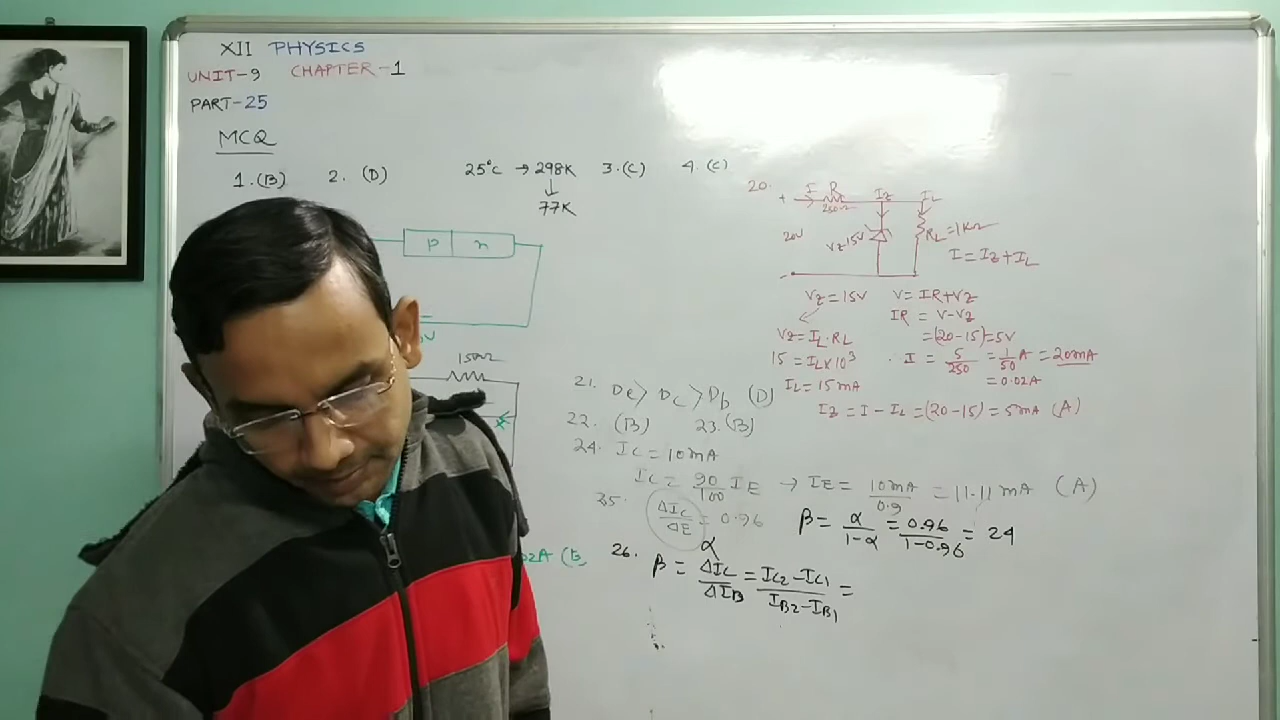 XII PHYSICS
UNIT-9 CHAPTER-1
PART-25
MCQ
1.(B) 2. (D) 25°C → 298K 3.(C) 4.(C)
↓
77K
P n
V
150Ω
02A (B
20.
+ I R Iz IL
250Ω
20V Vz 15V RL=1KΩ
I = Iz + IL
-
Vz = 15V V = IR + Vz
IR = V - Vz
Vz = IL.RL = (20-15) = 5V
15 = IL × 10³ . I = 5/250 = 1/50 A = 20mA
IL = 15mA = 0.02A
Iz = I - IL = (20-15) = 5mA (A)
21. De > Dc > Db (D)
22. (B) 23.(B)
24. IC = 10mA
IC = 90/100 IE → IE = 10mA/0.9 = 11.11 mA (A)
25. ΔIC/ΔE = 0.96 β = α/1-α = 0.96/1-0.96 = 24
α
26. β = ΔIC/ΔIB = IC2-IC1/IB2-IB1 =